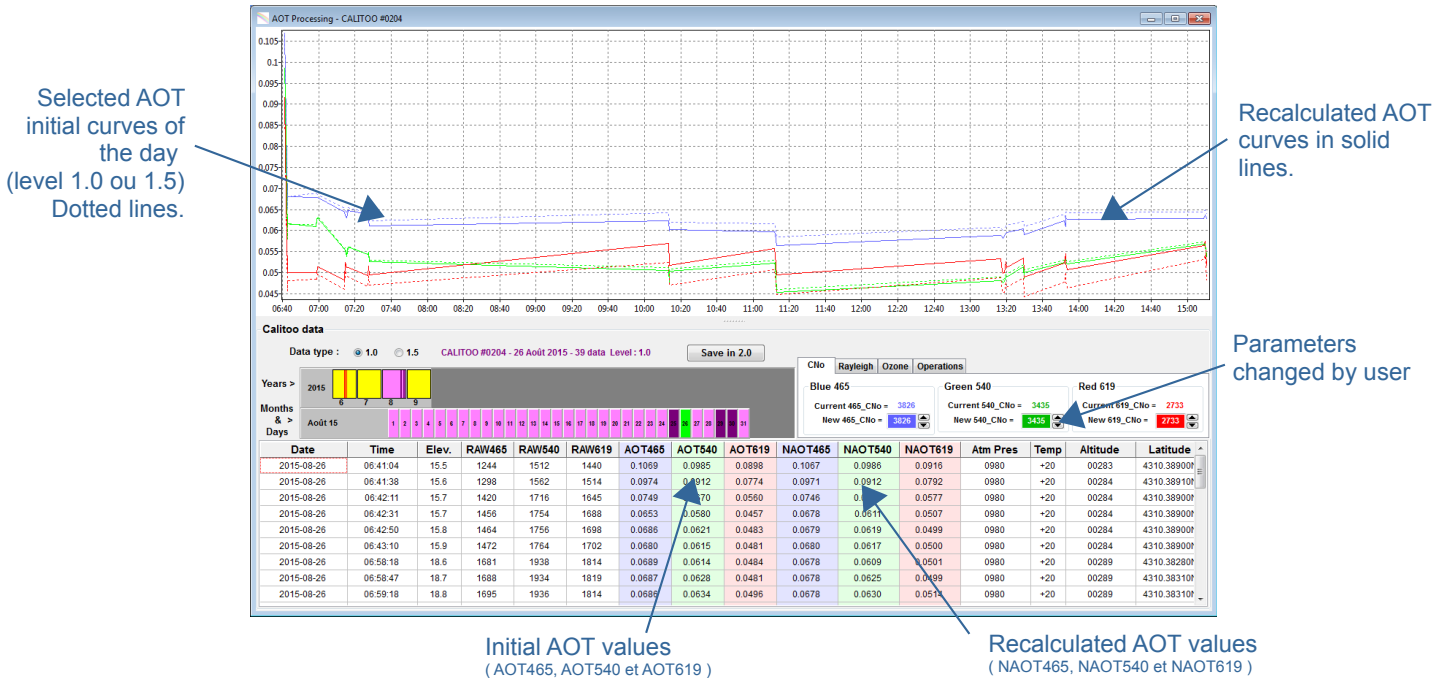 AOT Processing - CALITOO #0204
0.105
0.1
0.095
0.09
0.085
0.08
0.075
0.07
0.065
0.06
0.055
0.05
0.045
06:40 07:00 07:20 07:40 08:00 08:20 08:40 09:00 09:20 09:40 10:00 10:20 10:40 11:00 11:20 11:40 12:00 12:20 12:40 13:00 13:20 13:40 14:00 14:20 14:40 15:00
Selected AOT
initial curves of
the day
(level 1.0 ou 1.5)
Dotted lines.
Recalculated AOT
curves in solid
lines.
Calitoo data
Data type : 1.0 1.5 CALITOO #0204 - 26 Août 2015 - 39 data Level : 1.0 Save in 2.0
Years > 2015
6 7 8 9
Months
& >
Days
Août 15
1 2 3 4 5 6 7 8 9 10 11 12 13 14 15 16 17 18 19 20 21 22 23 24 26 27 28 31
CNo Rayleigh Ozone Operations
Blue 465 Green 540 Red 619
Current 465_CNo = 3826 Current 540_CNo = 3435 Current 619_CNo = 2733
New 465_CNo = 3826 New 540_CNo = 3435 New 619_CNo = 2733
Parameters
changed by user
Date Time Elev. RAW465 RAW540 RAW619 AOT465 AOT540 AOT619 NAOT465 NAOT540 NAOT619 Atm Pres Temp Altitude Latitude
2015-08-26 06:41:04 15.5 1244 1512 1440 0.1069 0.0985 0.0898 0.1067 0.0986 0.0916 0980 +20 00283 4310.38900N
2015-08-26 06:41:38 15.6 1298 1562 1514 0.0974 0.0912 0.0774 0.0971 0.0912 0.0792 0980 +20 00284 4310.38910N
2015-08-26 06:42:11 15.7 1420 1716 1645 0.0749 0.0560 0.0746 0.0577 0980 +20 00284 4310.38900N
2015-08-26 06:42:31 15.7 1456 1754 1688 0.0653 0.0580 0.0457 0.0678 0.0611 0.0507 0980 +20 00284 4310.38900N
2015-08-26 06:42:50 15.8 1464 1756 1698 0.0686 0.0621 0.0483 0.0679 0.0619 0.0499 0980 +20 00284 4310.38900N
2015-08-26 06:43:10 15.9 1472 1764 1702 0.0680 0.0615 0.0481 0.0680 0.0617 0.0500 0980 +20 00284 4310.38900N
2015-08-26 06:58:18 18.6 1681 1938 1814 0.0689 0.0614 0.0484 0.0678 0.0609 0.0501 0980 +20 00289 4310.38280N
2015-08-26 06:58:47 18.7 1688 1934 1819 0.0687 0.0628 0.0481 0.0678 0.0625 0.0499 0980 +20 00289 4310.38310N
2015-08-26 06:59:18 18.8 1695 1936 1814 0.0686 0.0634 0.0496 0.0678 0.0630 0.0514 0980 +20 00289 4310.38310N
Initial AOT values
( AOT465, AOT540 et AOT619 )
Recalculated AOT values
( NAOT465, NAOT540 et NAOT619 )